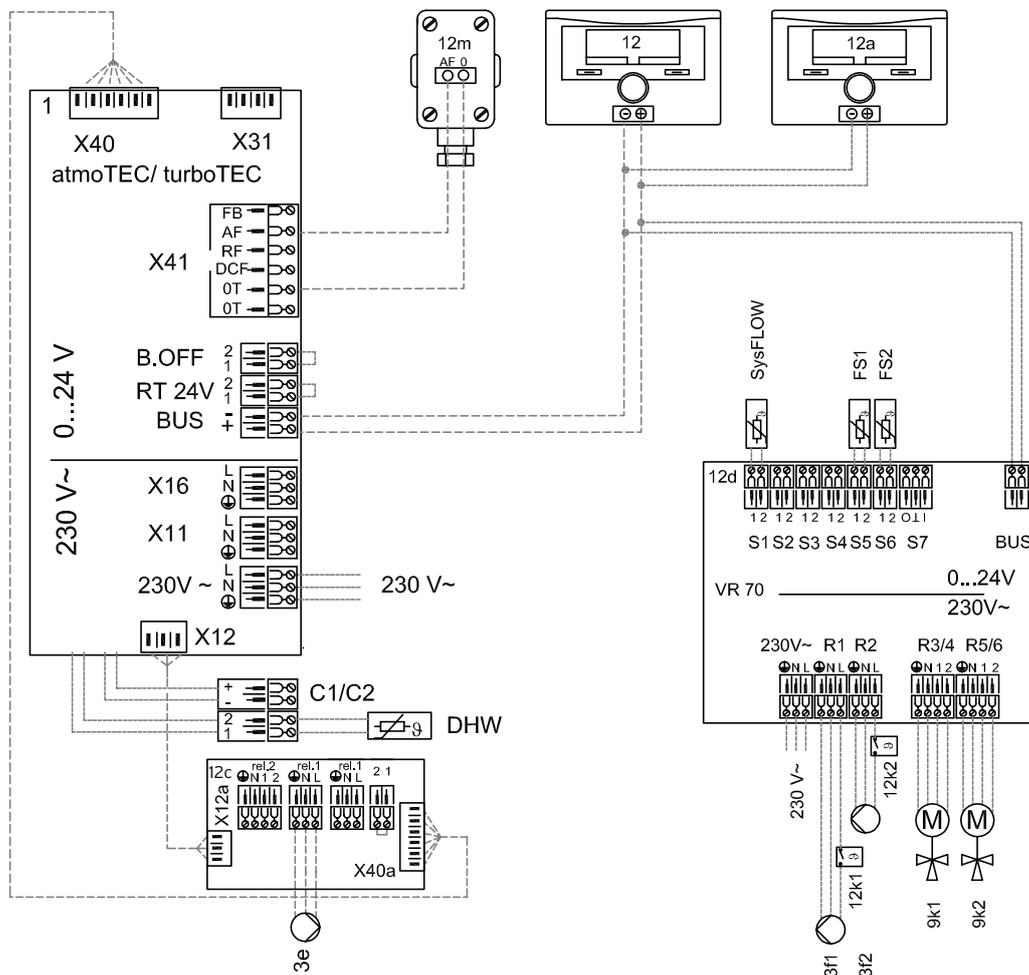 12m
AF 0
12
12a
1
X40
X31
atmoTEC/ turboTEC
X41
FB
AF
RF
DCF
0T
0T
0...24 V
B.OFF
2
1
RT 24V
2
1
BUS
-
+
230 V~
X16
L
N
X11
L
N
230V ~
L
N
230 V~
X12
+
-
C1/C2
2
1
DHW
ϑ
12c
X12a
rel.2
N 1 2
rel.1
N L
rel.1
N L
2 1
X40a
3e
SysFLOW
FS1
FS2
ϑ
ϑ
ϑ
12d
1 2
1 2
1 2
1 2
1 2
1 2
O T I
S1 S2 S3 S4 S5 S6 S7
BUS
VR 70
0...24V
230V~
230V~ R1 R2 R3/4 R5/6
N L
N L
N L
N 1 2
N 1 2
230 V~
ϑ
12k2
ϑ
12k1
M
M
9k1
9k2
3f1
3f2